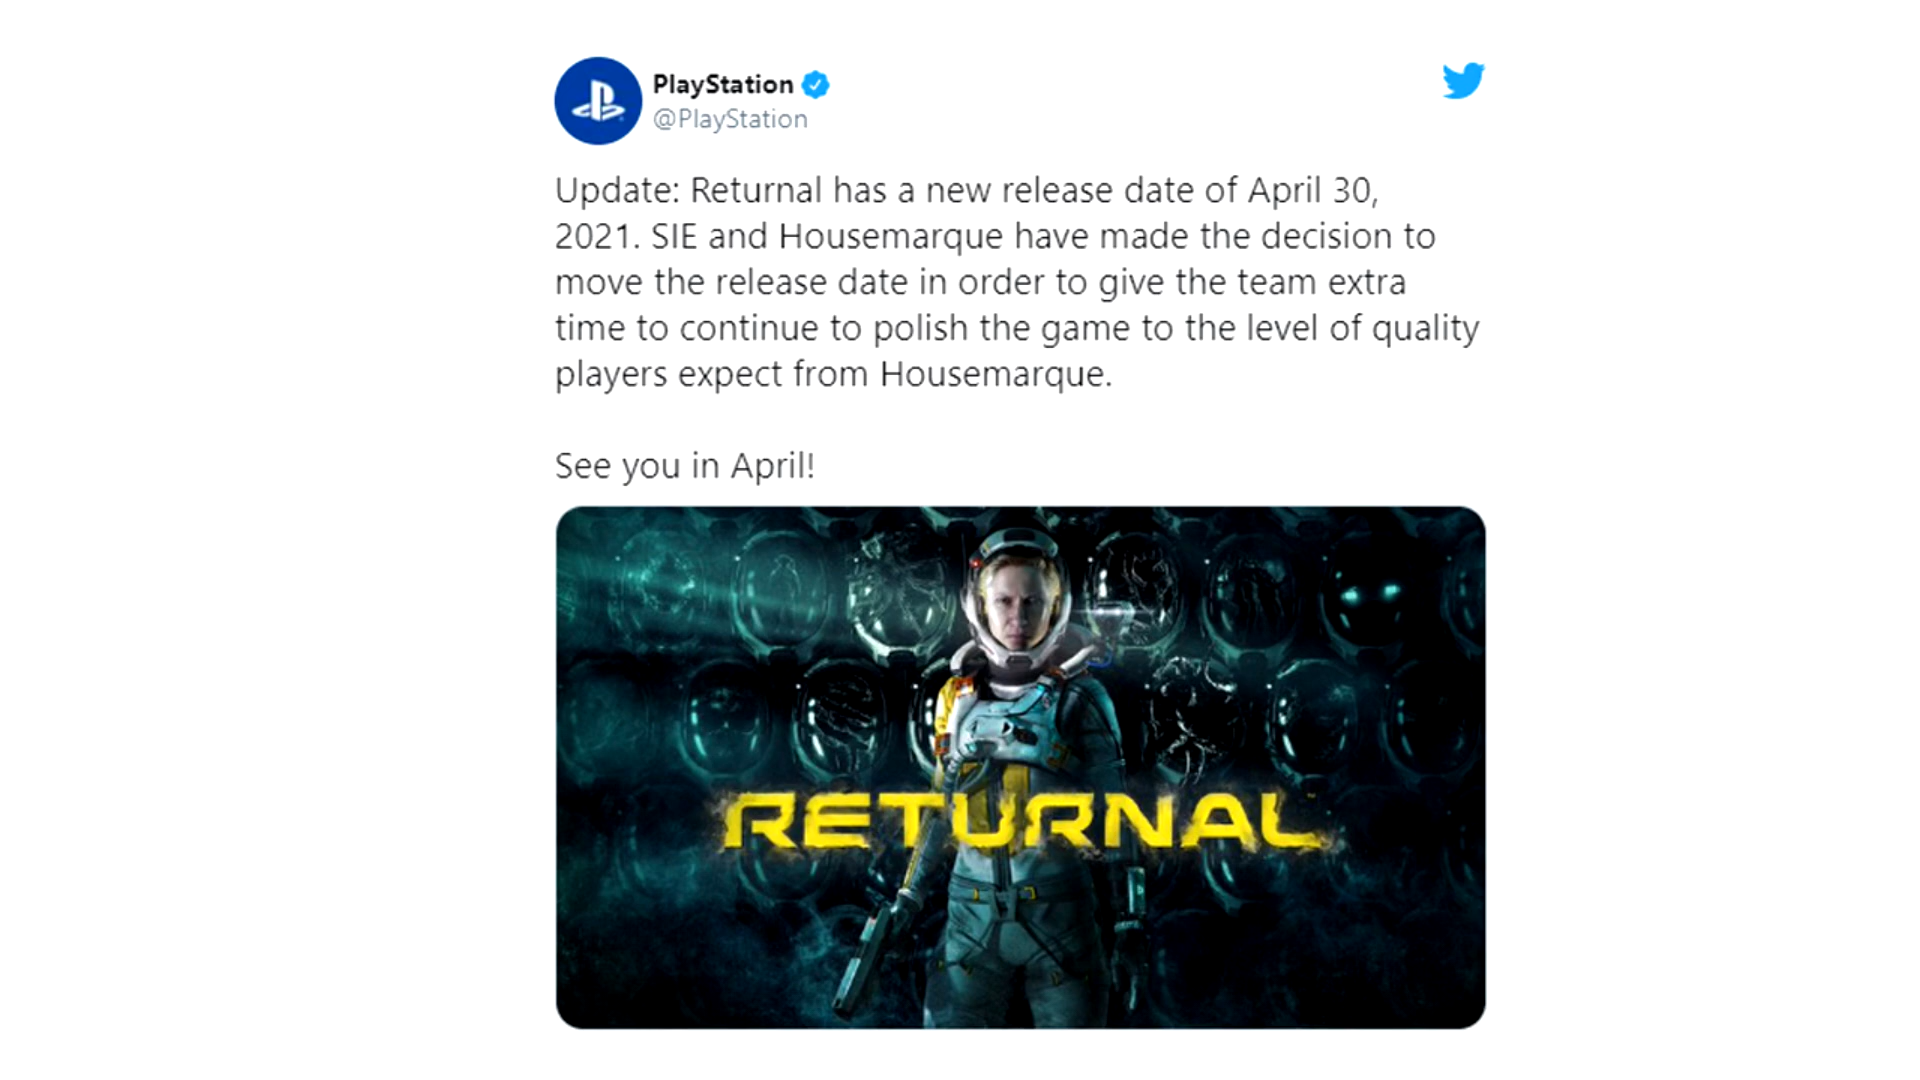 PlayStation
@PlayStation
Update: Returnal has a new release date of April 30,
2021. SIE and Housemarque have made the decision to
move the release date in order to give the team extra
time to continue to polish the game to the level of quality
players expect from Housemarque.
See you in April!
RETURNAL